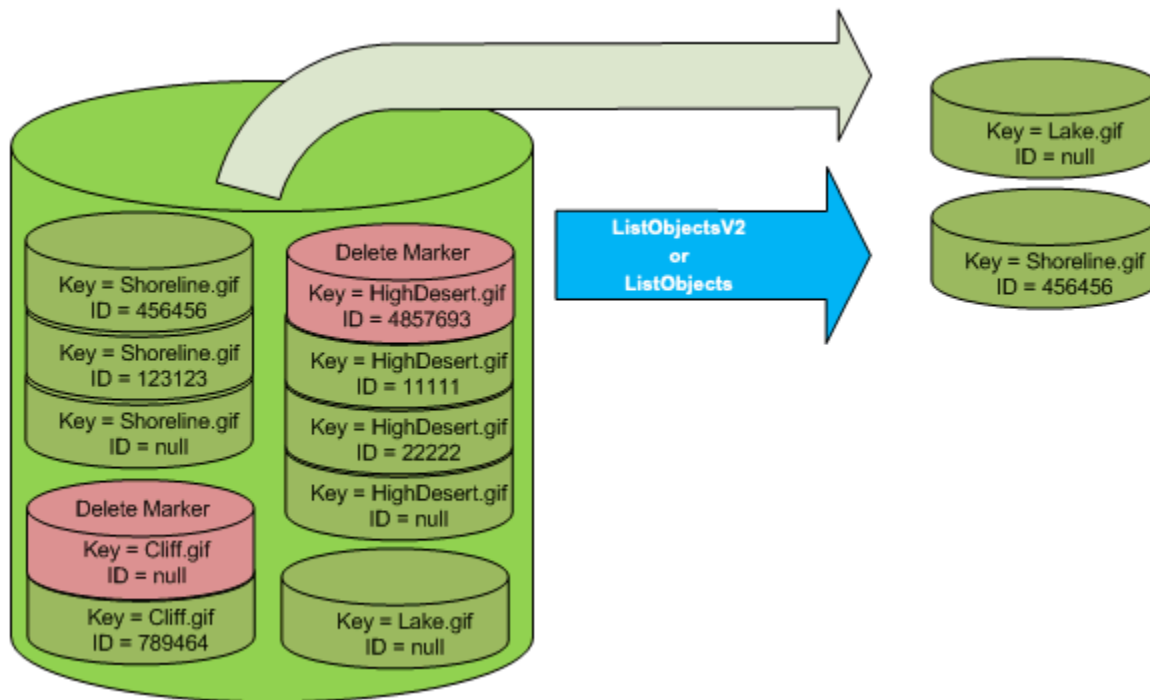 Key = Shoreline.gif
ID = 456456
Key = Shoreline.gif
ID = 123123
Key = Shoreline.gif
ID = null
Delete Marker
Key = Cliff.gif
ID = null
Key = Cliff.gif
ID = 789464
Delete Marker
Key = HighDesert.gif
ID = 4857693
Key = HighDesert.gif
ID = 11111
Key = HighDesert.gif
ID = 22222
Key = HighDesert.gif
ID = null
Key = Lake.gif
ID = null
ListObjectsV2
or
ListObjects
Key = Lake.gif
ID = null
Key = Shoreline.gif
ID = 456456